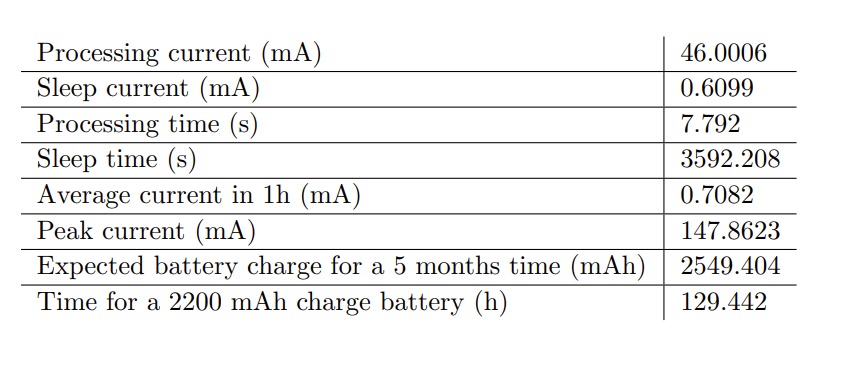 Processing current (mA) 46.0006
Sleep current (mA) 0.6099
Processing time (s) 7.792
Sleep time (s) 3592.208
Average current in 1h (mA) 0.7082
Peak current (mA) 147.8623
Expected battery charge for a 5 months time (mAh) 2549.404
Time for a 2200 mAh charge battery (h) 129.442